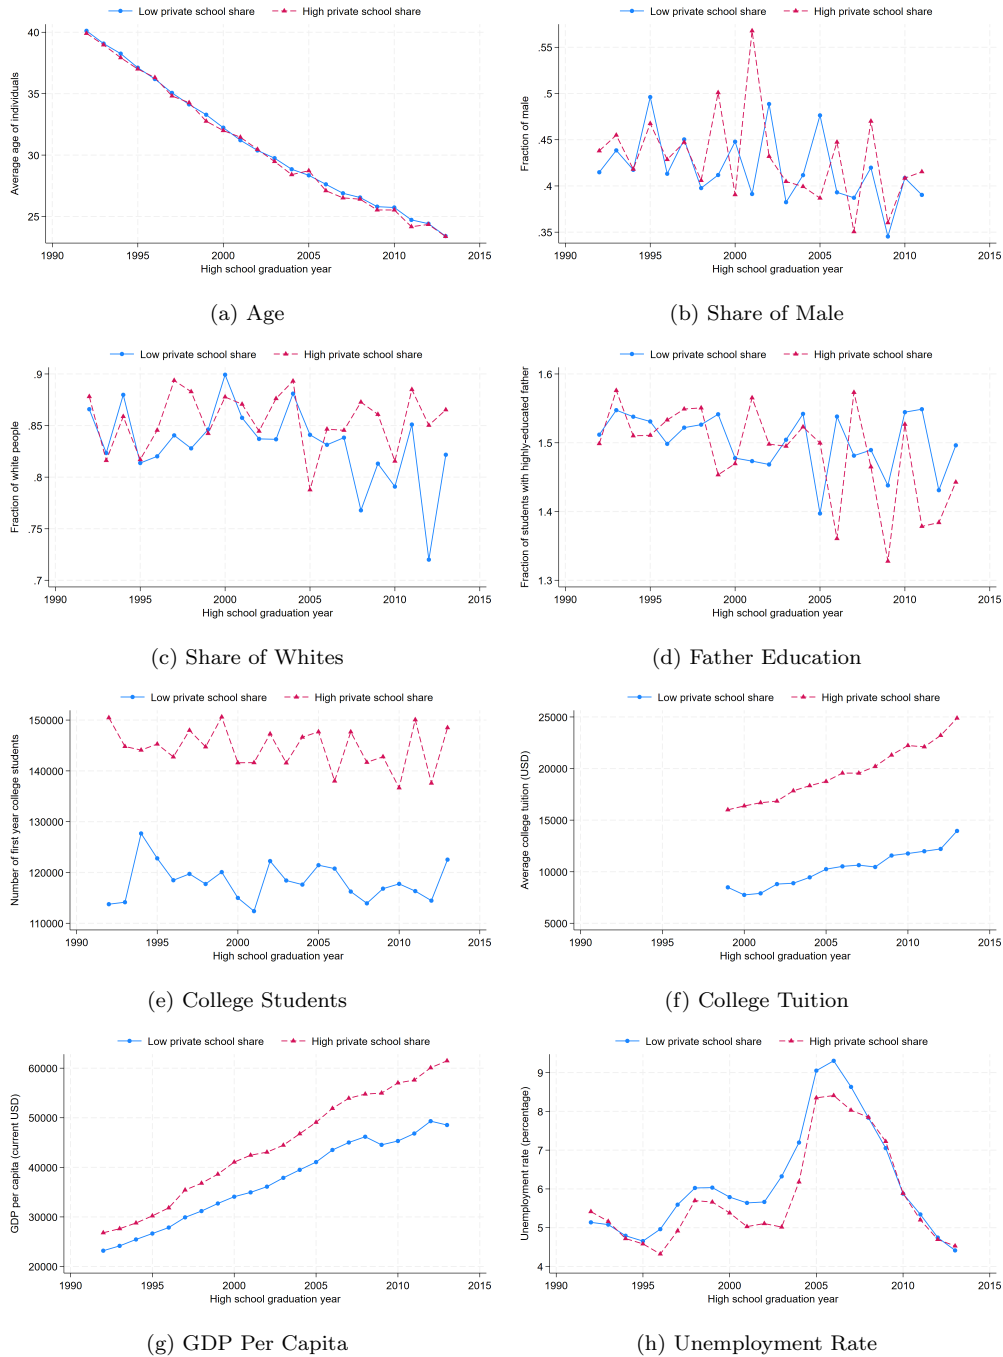 Low private school share High private school share
Average age of individuals
40
35
30
25
1990 1995 2000 2005 2010 2015
High school graduation year
(a) Age
Low private school share High private school share
Fraction of male
.55
.5
.45
.4
.35
1990 1995 2000 2005 2010 2015
High school graduation year
(b) Share of Male
Low private school share High private school share
Fraction of white people
.9
.85
.8
.75
.7
1990 1995 2000 2005 2010 2015
High school graduation year
(c) Share of Whites
Low private school share High private school share
Fraction of students with highly-educated father
1.6
1.5
1.4
1.3
1990 1995 2000 2005 2010 2015
High school graduation year
(d) Father Education
Low private school share High private school share
Number of first year college students
150000
140000
130000
120000
110000
1990 1995 2000 2005 2010 2015
High school graduation year
(e) College Students
Low private school share High private school share
Average college tuition (USD)
25000
20000
15000
10000
5000
1990 1995 2000 2005 2010 2015
High school graduation year
(f) College Tuition
Low private school share High private school share
GDP per capita (current USD)
60000
50000
40000
30000
20000
1990 1995 2000 2005 2010 2015
High school graduation year
(g) GDP Per Capita
Low private school share High private school share
Unemployment rate (percentage)
9
8
7
6
5
4
1990 1995 2000 2005 2010 2015
High school graduation year
(h) Unemployment Rate